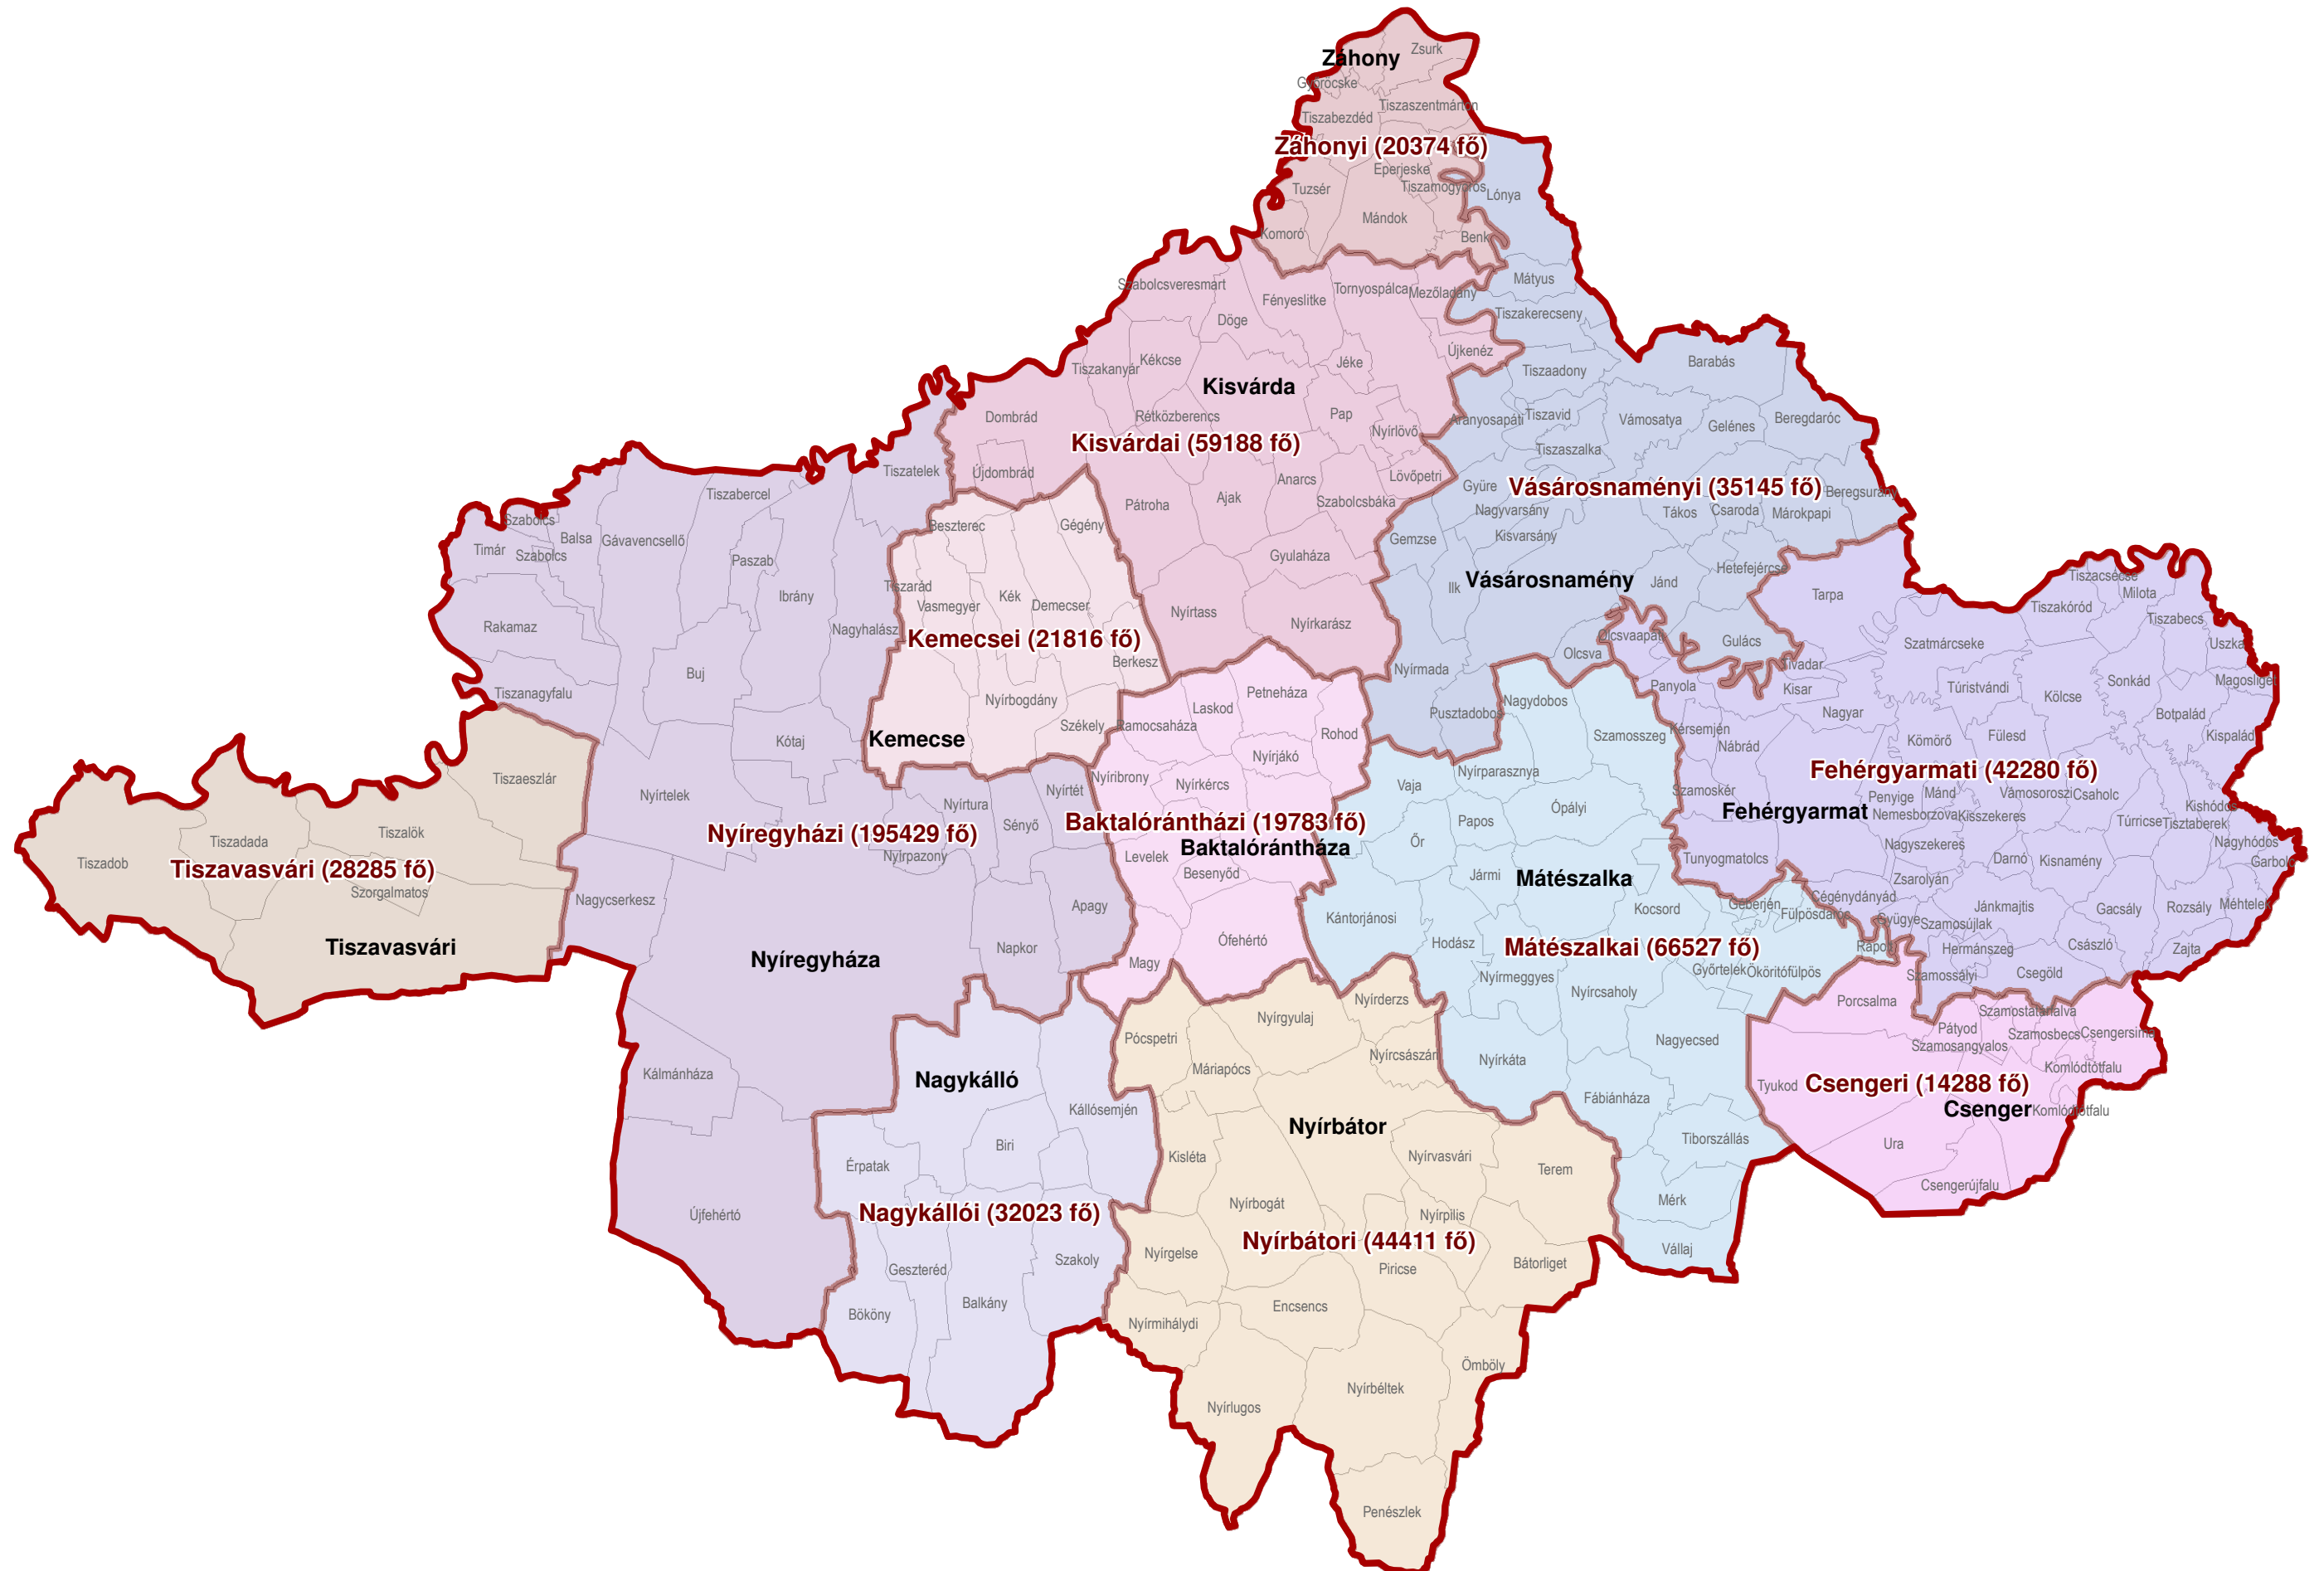 Záhony
Zsurk
Györöcske
Tiszaszentmárton
Tiszabezdéd
Záhonyi (20374 fő)
Eperjeske
Tiszamogyorós
Tuzsér
Lónya
Mándok
Komoró
Benk
Szabolcsveresmart
Fényeslitke
Tornyospálca
Mezőladány
Mátyus
Döge
Tiszakerecseny
Tiszakanyár
Kékcse
Jéke
Újkenéz
Barabás
Tiszaadony
Kisvárda
Dombrád
Rétközberencs
Pap
Nyírlövő
Aranyosapáti
Tiszavid
Vámosatya
Gelénes
Beregdaróc
Kisvárdai (59188 fő)
Tiszaszalka
Tiszatelek
Újdombrád
Anarcs
Lövőpetri
Gyüre
Vásárosnaményi (35145 fő)
Beregsurány
Tiszabercel
Pátroha
Ajak
Szabolcsbáka
Nagyvarsány
Tákos
Csaroda
Márokpapi
Szabolcs
Beszterec
Gégény
Timár
Szabolcs
Balsa
Gávavencsellő
Paszab
Gyulaháza
Gemzse
Kisvarsány
Vásárosnamény
Jánd
Hetefejércse
Tarpa
Tiszacsécse
Milota
Tiszarád
Ibrány
Vasmegyer
Kék
Demecser
Ilk
Tiszakóród
Tiszabecs
Rakamaz
Nagyhalász
Nyírtass
Nyírkarász
Kemecsei (21816 fő)
Olcsvaapáti
Gulács
Szatmárcseke
Uszka
Buj
Berkesz
Nyírmada
Olcsva
Tivadar
Tiszanagyfalu
Nyírbogdány
Petneháza
Panyola
Kisar
Túristvándi
Kölcse
Sonkád
Magosliget
Székely
Ramocsaháza
Laskod
Rohod
Pusztadobos
Nagydobos
Szamosszeg
Kérsemjén
Nagyar
Botpalád
Kótaj
Kemecse
Nyírjákó
Nábrád
Kömörő
Fülesd
Kispalád
Tiszaeszlár
Nyírtelek
Nyírtét
Nyíribrony
Nyírkércs
Vaja
Nyírparasznya
Szamoskér
Fehérgyarmati (42280 fő)
Nyírtura
Ópályi
Fehérgyarmat
Penyige
Mánd
Vámosoroszi
Csaholc
Kishódos
Tiszadada
Tiszalök
Nyíregyházi (195429 fő)
Sényő
Baktalórántházi (19783 fő)
Papos
Nemesborzova
Kisszekeres
Túrricse
Tisztaberek
Tiszadob
Tiszavasvári (28285 fő)
Nyírpazony
Levelek
Baktalórántháza
Őr
Tunyogmatolcs
Nagyszekeres
Darnó
Kisnamény
Nagyhódos
Garbolc
Szorgalmatos
Besenyőd
Jármi
Mátészalka
Zsarolyán
Nagycserkesz
Apagy
Kántorjánosi
Kocsord
Géberjén
Fülpösdaróc
Cégénydányád
Gyügye
Jánkmajtis
Gacsály
Rozsály
Méhtelek
Tiszavasvári
Napkor
Ófehértó
Hodász
Mátészalkai (66527 fő)
Rápolt
Szamosújlak
Hermánszeg
Császló
Zajta
Nyíregyháza
Magy
Nyírmeggyes
Győrtelek
Ököritófülpös
Szamossályi
Csegöld
Nyírderzs
Nyírcsaholy
Porcsalma
Pócspetri
Nyírgyulaj
Szamostatárfalva
Nyírcsászári
Nyírkáta
Nagyecsed
Pátyod
Szamosangyalos
Szamosbecs
Csengersima
Kálmánháza
Nagykálló
Máriapócs
Komlódtótfalu
Tyukod
Csengeri (14288 fő)
Kállósemjén
Nyírbátor
Fábiánháza
Csenger
Komlódtótfalu
Biri
Tiborszállás
Ura
Érpatak
Kisléta
Nyírvasvári
Terem
Csengerújfalu
Újfehértó
Nagykállói (32023 fő)
Nyírbogát
Nyírpilis
Mérk
Nyírbátori (44411 fő)
Nyírgelse
Szakoly
Geszteréd
Piricse
Bátorliget
Vállaj
Bököny
Balkány
Encsencs
Nyírmihálydi
Ömböly
Nyírlugos
Nyírbéltek
Penészlek